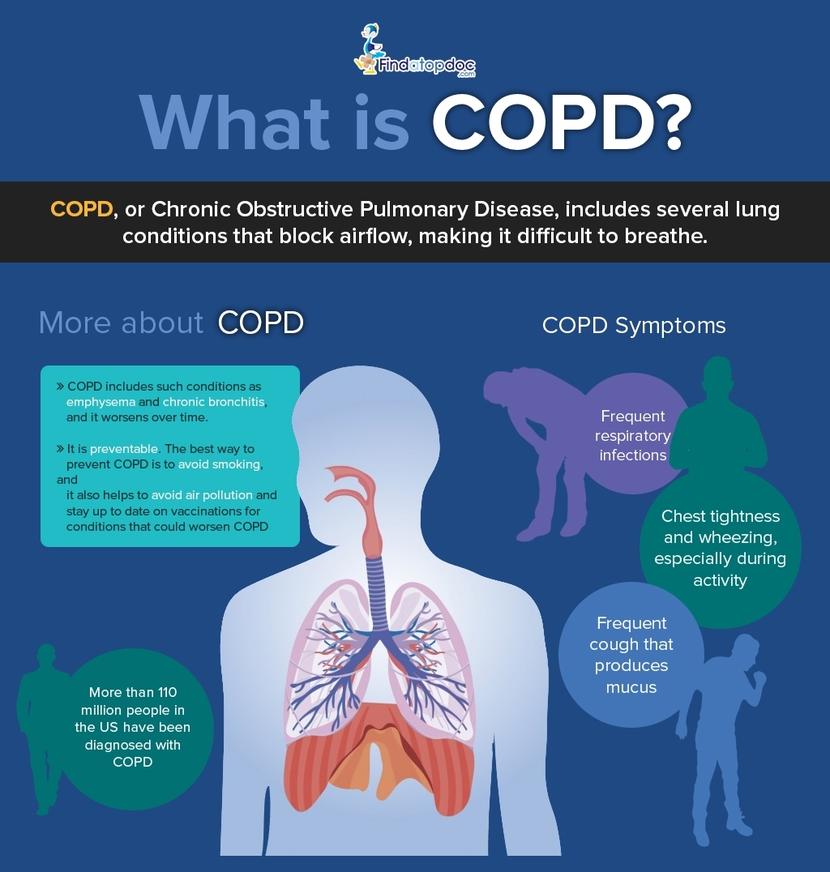 Findatopdoc
.com
What is COPD?
COPD, or Chronic Obstructive Pulmonary Disease, includes several lung
conditions that block airflow, making it difficult to breathe.
More about COPD
» COPD includes such conditions as
emphysema and chronic bronchitis,
and it worsens over time.
» It is preventable. The best way to
prevent COPD is to avoid smoking,
and
it also helps to avoid air pollution and
stay up to date on vaccinations for
conditions that could worsen COPD
More than 110
million people in
the US have been
diagnosed with
COPD
COPD Symptoms
Frequent
respiratory
infections
Chest tightness
and wheezing,
especially during
activity
Frequent
cough that
produces
mucus